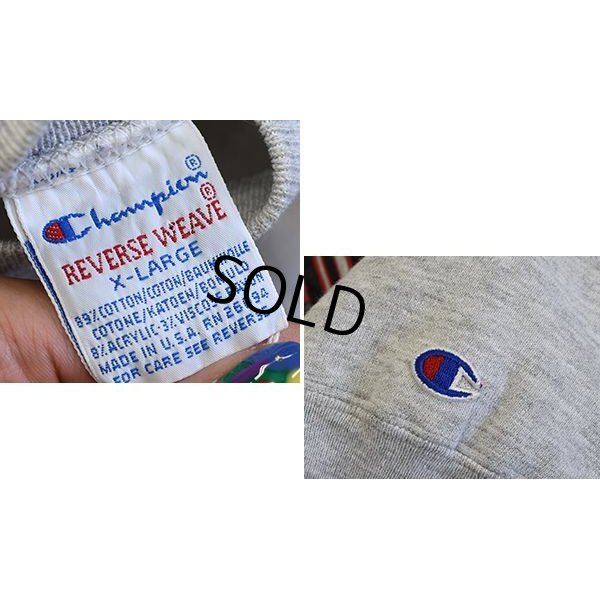 Champion®
REVERSE WEAVE®
X-LARGE
89% COTTON/COTON/BAUMWOLLE
COTONE/KATOEN/
8% ACRYLIC-3% VISCOSE
MADE IN U.S.A. RN 26094
FOR CARE SEE REVERSE
SOLD